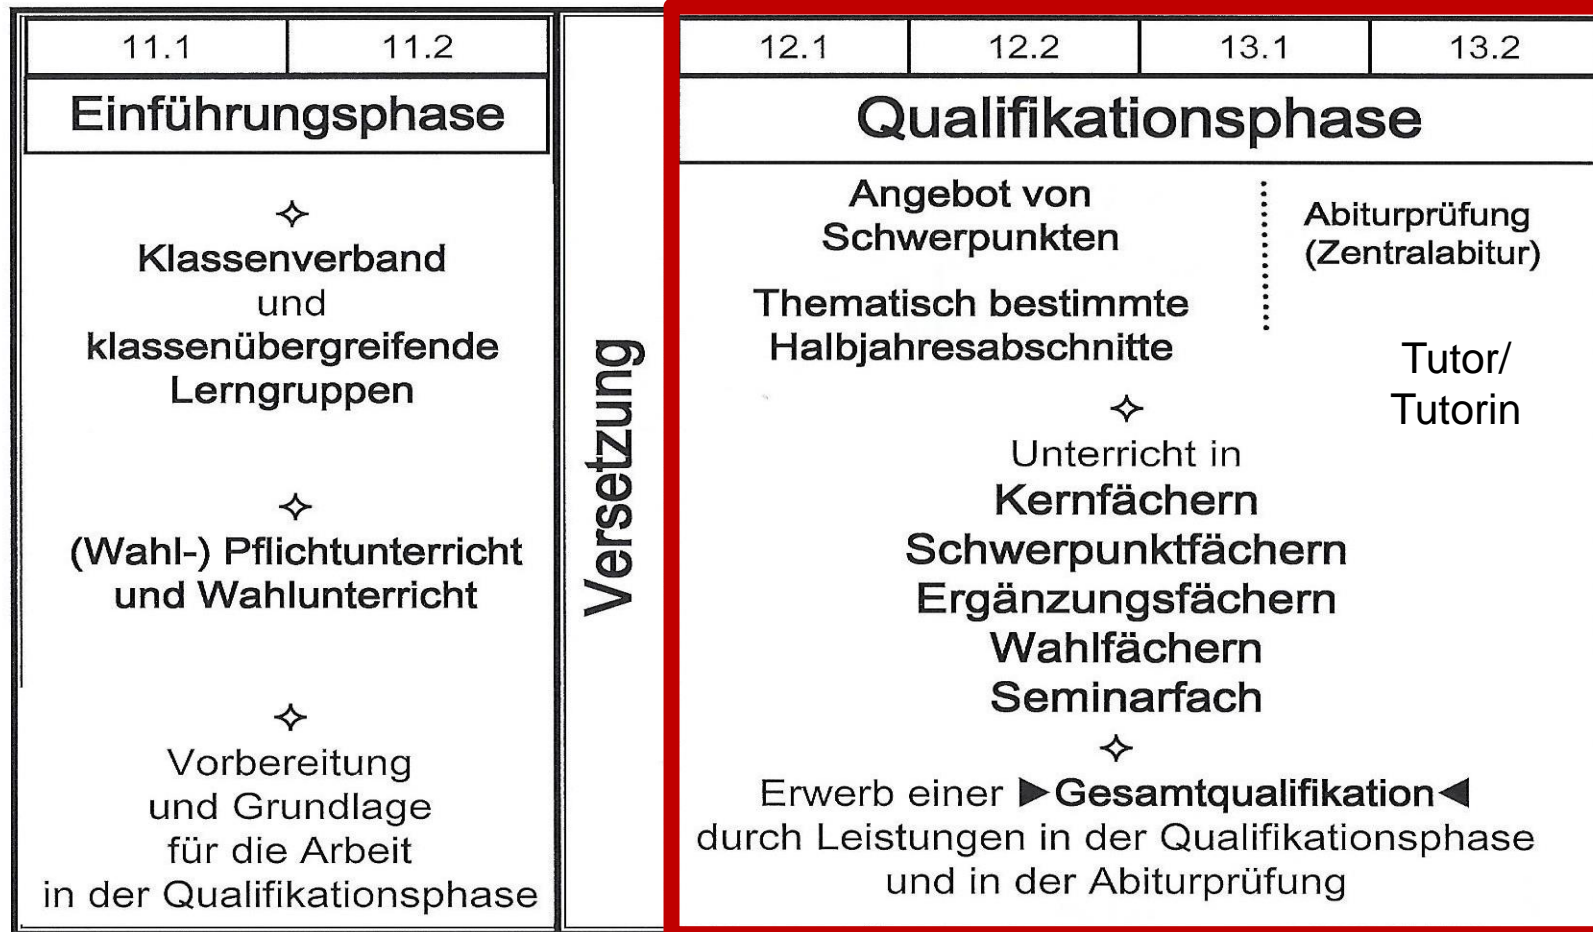 11.1 11.2
Einführungsphase
✧
Klassenverband
und
klassenübergreifende
Lerngruppen
✧
(Wahl-) Pflichtunterricht
und Wahlunterricht
✧
Vorbereitung
und Grundlage
für die Arbeit
in der Qualifikationsphase
Versetzung
12.1 12.2 13.1 13.2
Qualifikationsphase
Angebot von
Schwerpunkten
Thematisch bestimmte
Halbjahresabschnitte
Abiturprüfung
(Zentralabitur)
Tutor/
Tutorin
✧
Unterricht in
Kernfächern
Schwerpunktfächern
Ergänzungsfächern
Wahlfächern
Seminarfach
✧
Erwerb einer ►Gesamtqualifikation◄
durch Leistungen in der Qualifikationsphase
und in der Abiturprüfung